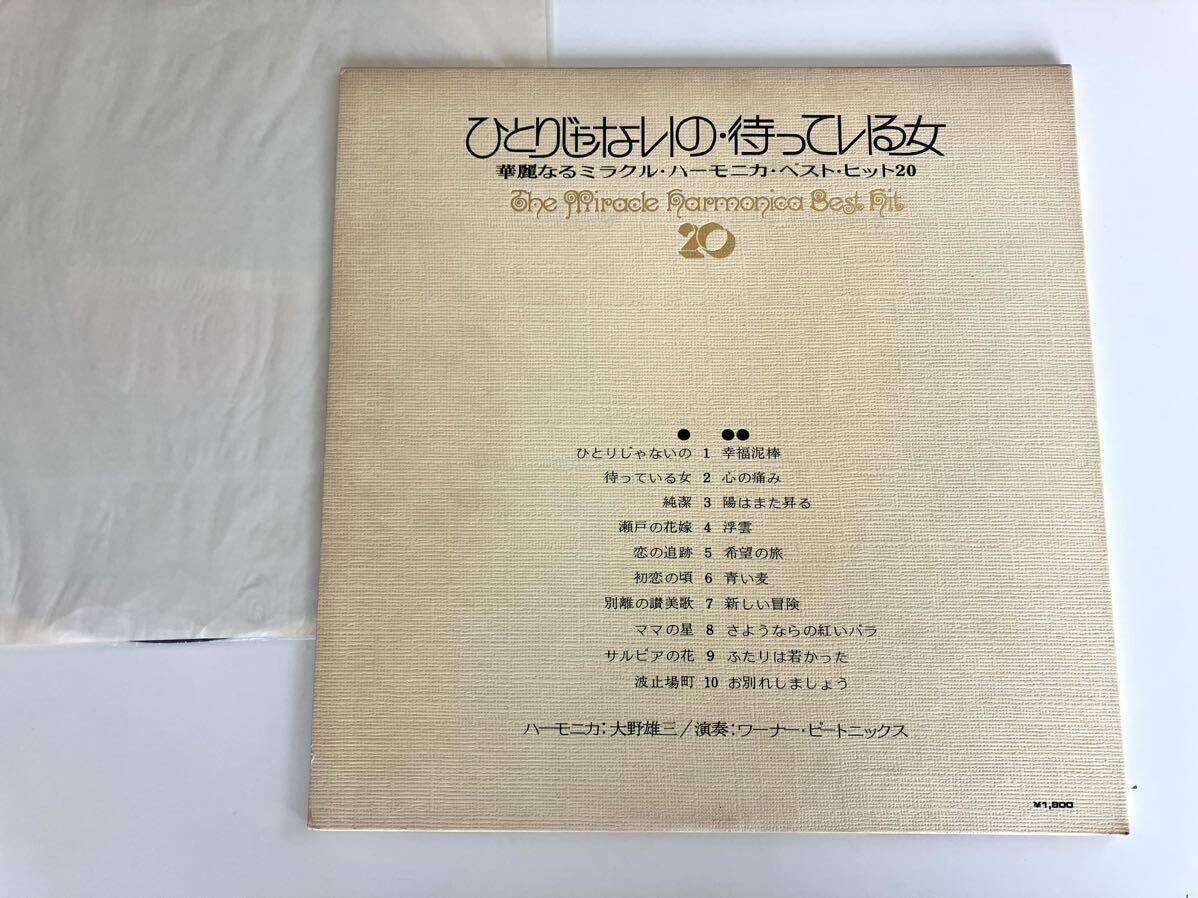 ひとりじゃないの・待っている女
華麗なるミラクル・ハーモニカ・ベスト・ヒット20
The Miracle Harmonica Best Hit
20
● ●●
ひとりじゃないの 1 幸福泥棒
待っている女 2 心の痛み
純潔 3 陽はまた昇る
瀬戸の花嫁 4 浮雲
恋の追跡 5 希望の旅
初恋の頃 6 青い麦
別離の讃美歌 7 新しい冒険
ママの星 8 さようならの紅いバラ
サルビアの花 9 ふたりは若かった
波止場町 10 お別れしましょう
ハーモニカ:大野雄三/演奏:ワーナー・ビートニックス
¥1,800